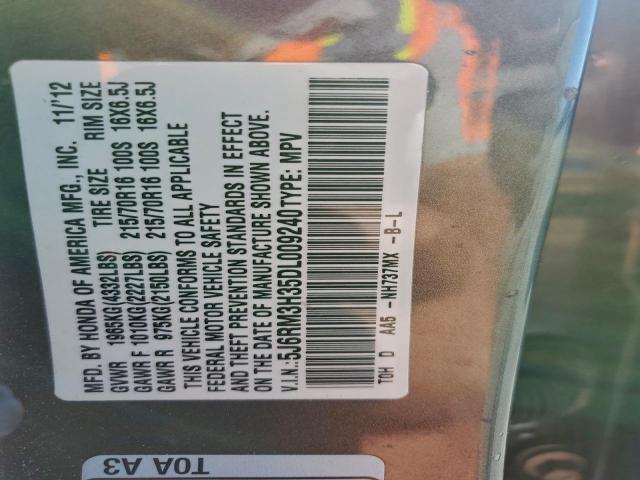 MFD. BY HONDA OF AMERICA MFG., INC. 11/'12
GVWR 1965KG(4332LBS) TIRE SIZE RIM SIZE
GAWR F 1010KG(2227LBS) 215/70R16 100S 16X6.5J
GAWR R 975KG(2150LBS) 215/70R16 100S 16X6.5J
THIS VEHICLE CONFORMS TO ALL APPLICABLE
FEDERAL MOTOR VEHICLE SAFETY
AND THEFT PREVENTION STANDARDS IN EFFECT
ON THE DATE OF MANUFACTURE SHOWN ABOVE.
V.I.N.:5J6RM3H35DL009240 TYPE: MPV
TOH D AA5 -NH737MX -B-L
T0A A3